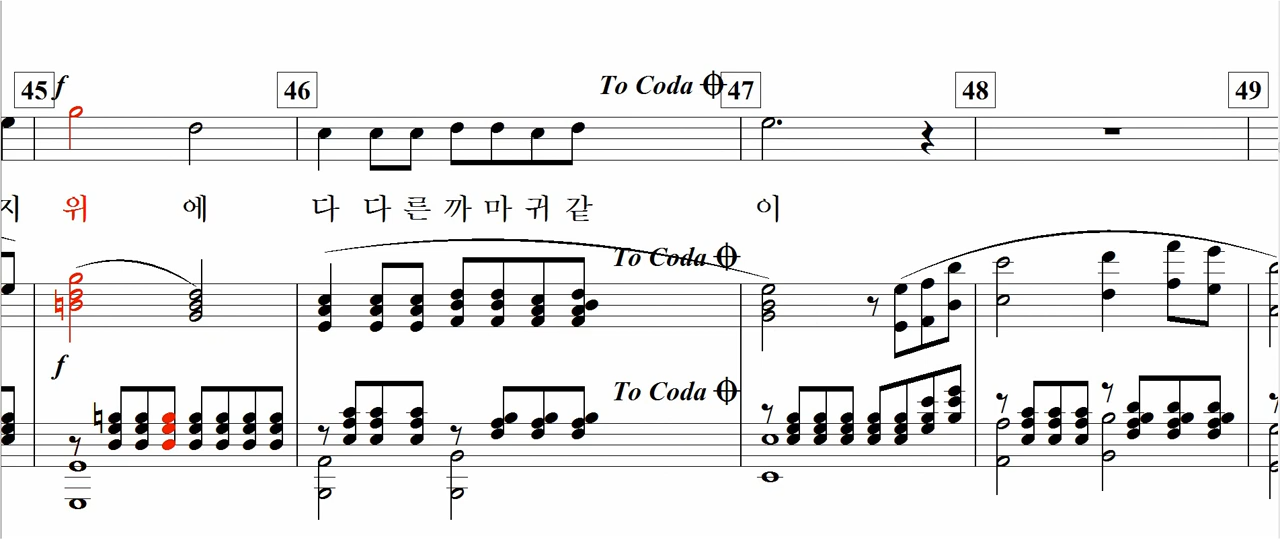 45 f 46 To Coda 47 48 49
지 위 에 다 다 른 까 마 귀 같 이
To Coda
f
To Coda